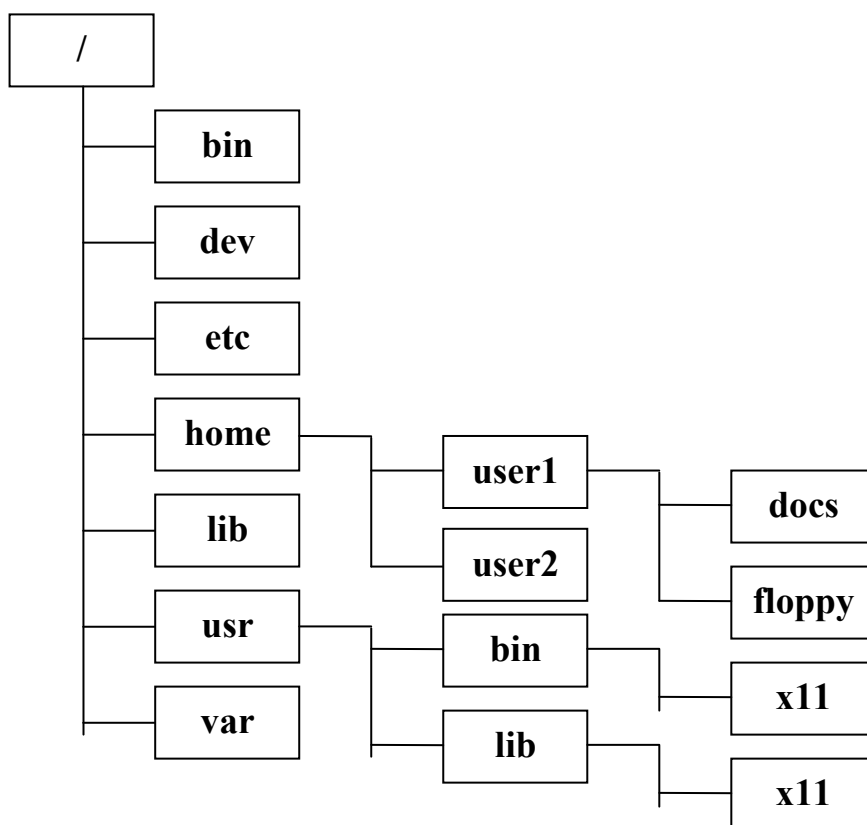 /
bin
dev
etc
home
user1
docs
lib
user2
floppy
usr
bin
x11
var
lib
x11